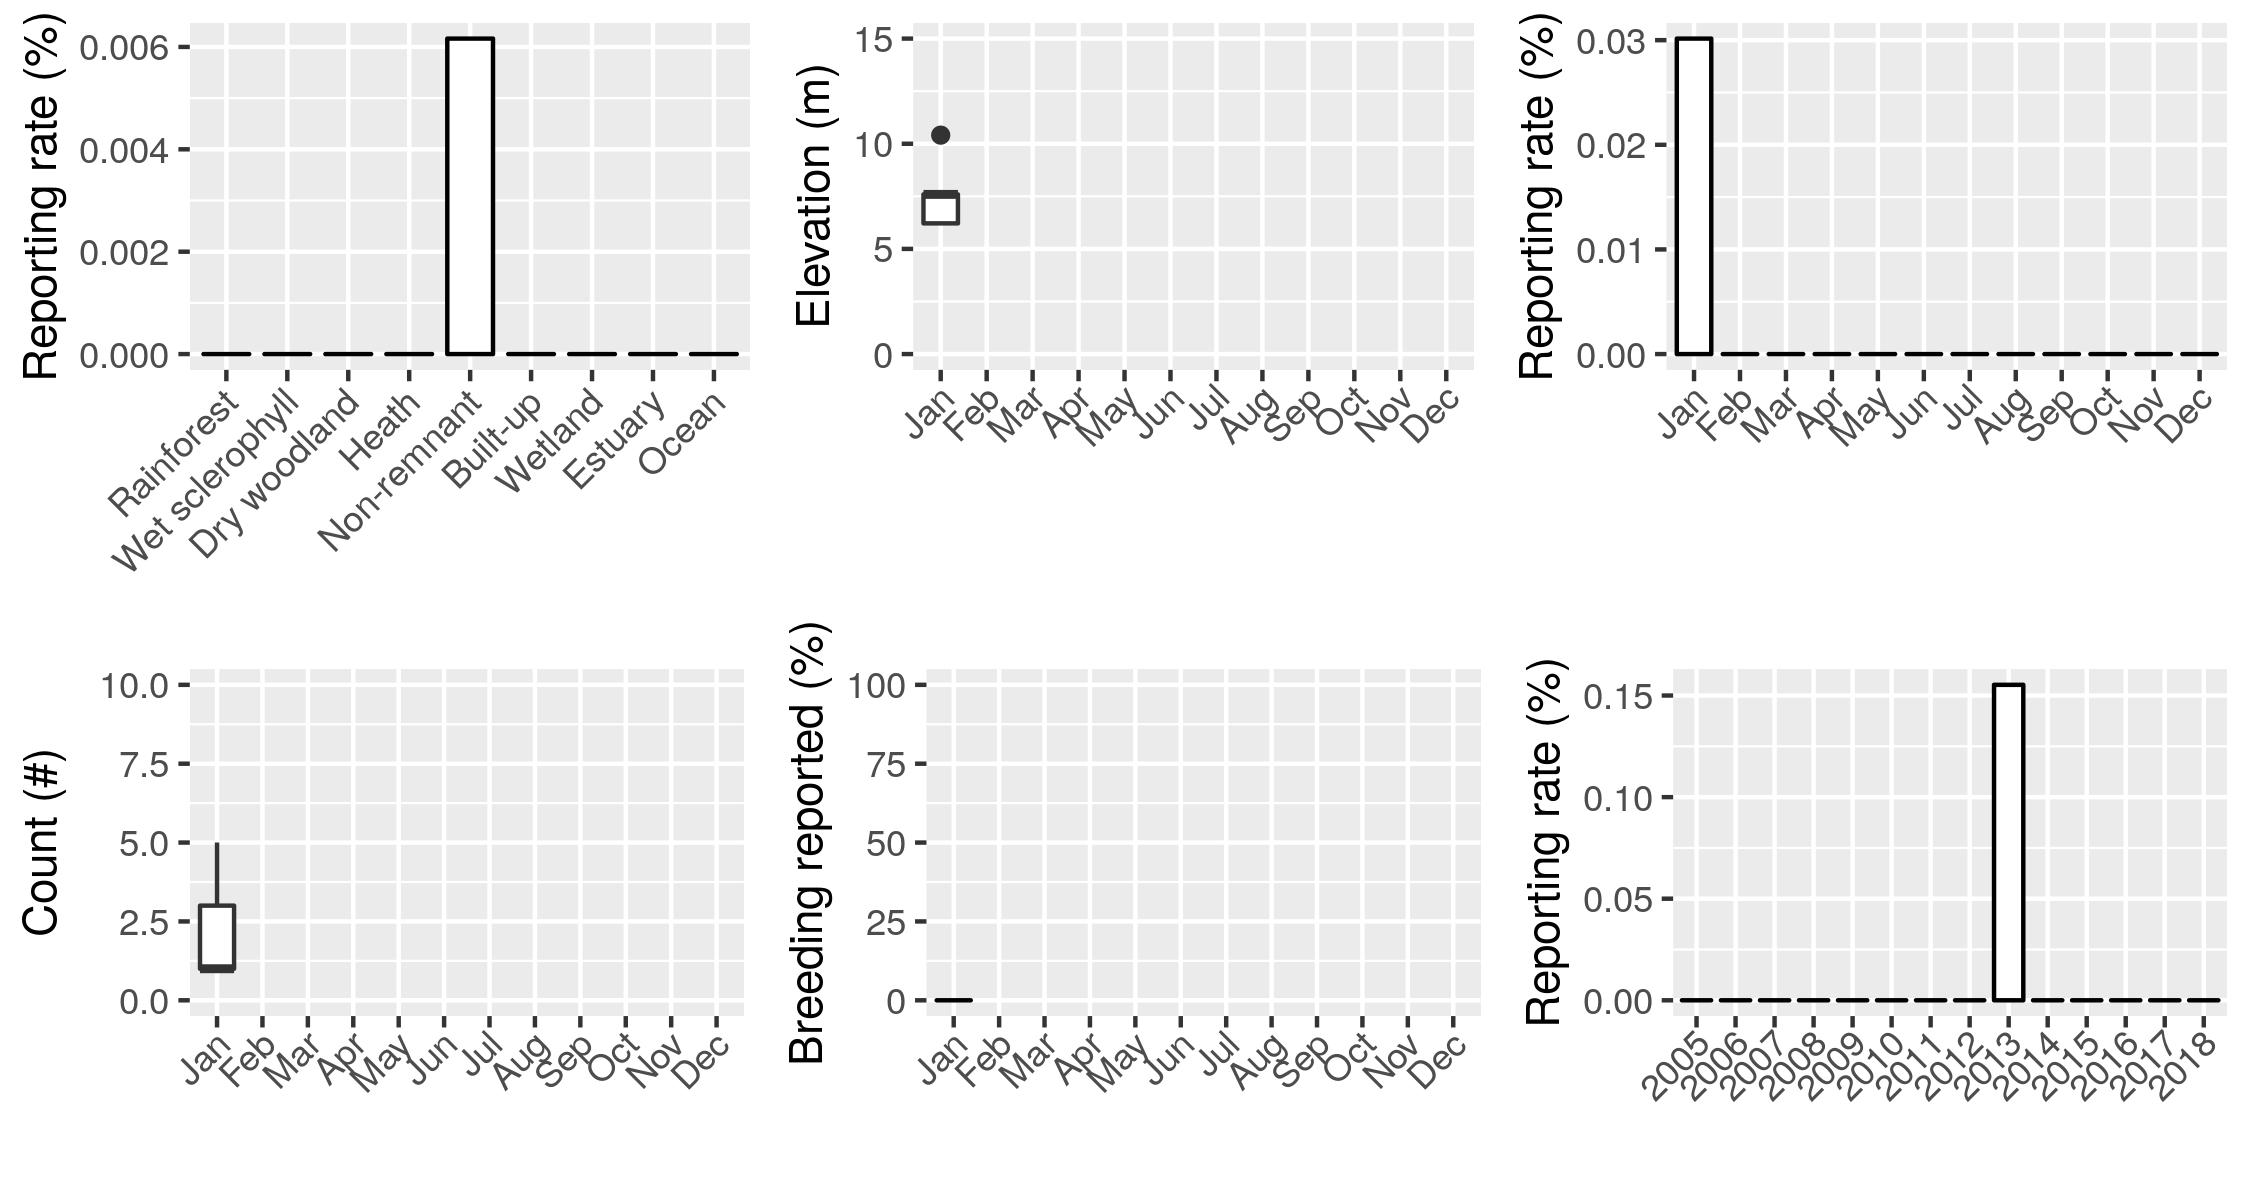 Reporting rate (%)
0.006
0.004
0.002
0.000
Rainforest
Wet sclerophyll
Dry woodland
Heath
Non-remnant
Built-up
Wetland
Estuary
Ocean
Elevation (m)
15
10
5
0
Jan Feb Mar Apr May Jun Jul Aug Sep Oct Nov Dec
Reporting rate (%)
0.03
0.02
0.01
0.00
Jan Feb Mar Apr May Jun Jul Aug Sep Oct Nov Dec
Count (#)
10.0
7.5
5.0
2.5
0.0
Jan Feb Mar Apr May Jun Jul Aug Sep Oct Nov Dec
Breeding reported (%)
100
75
50
25
0
Jan Feb Mar Apr May Jun Jul Aug Sep Oct Nov Dec
Reporting rate (%)
0.15
0.10
0.05
0.00
2005 2006 2007 2008 2009 2010 2011 2012 2013 2014 2015 2016 2017 2018